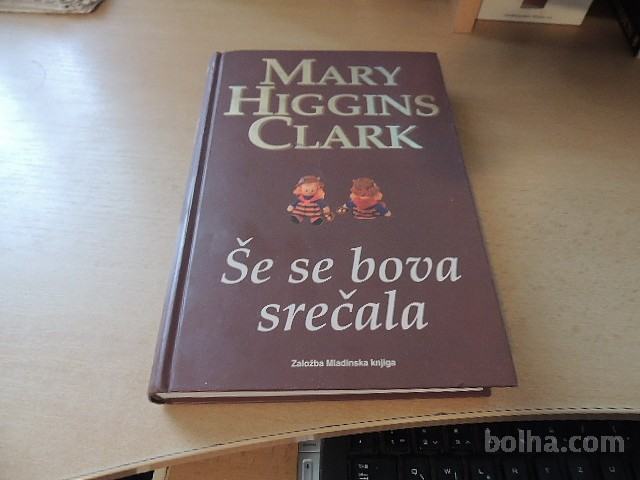 MARY
HIGGINS
CLARK
Še se bova
srečala
Založba Mladinska knjiga
bolha.com